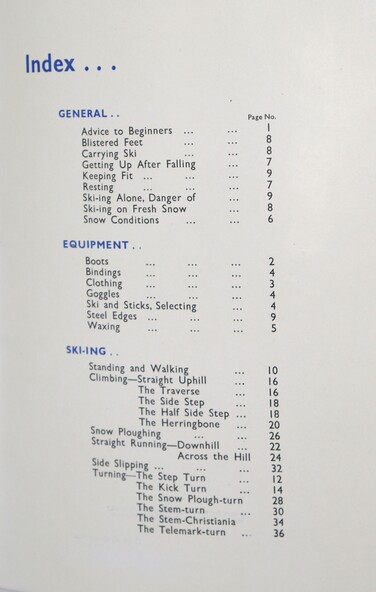 Index . . .
GENERAL . .
Page No.
Advice to Beginners ... ... 1
Blistered Feet ... ... 8
Carrying Ski ... ... 8
Getting Up After Falling ... 7
Keeping Fit ... ... ... 9
Resting ... ... ... 7
Ski-ing Alone, Danger of ... 9
Ski-ing on Fresh Snow ... 8
Snow Conditions ... ... 6
EQUIPMENT . .
Boots ... ... ... 2
Bindings ... ... ... 4
Clothing ... ... ... 3
Goggles ... ... ... 4
Ski and Sticks, Selecting ... 4
Steel Edges ... ... ... 9
Waxing ... ... ... 5
SKI-ING . .
Standing and Walking ... 10
Climbing—Straight Uphill ... 16
The Traverse ... 16
The Side Step ... 18
The Half Side Step ... 18
The Herringbone ... 20
Snow Ploughing ... ... 26
Straight Running—Downhill ... 22
Across the Hill 24
Side Slipping ... ... ... 32
Turning—The Step Turn ... 12
The Kick Turn ... 14
The Snow Plough-turn 28
The Stem-turn ... 30
The Stem-Christiania 34
The Telemark-turn ... 36